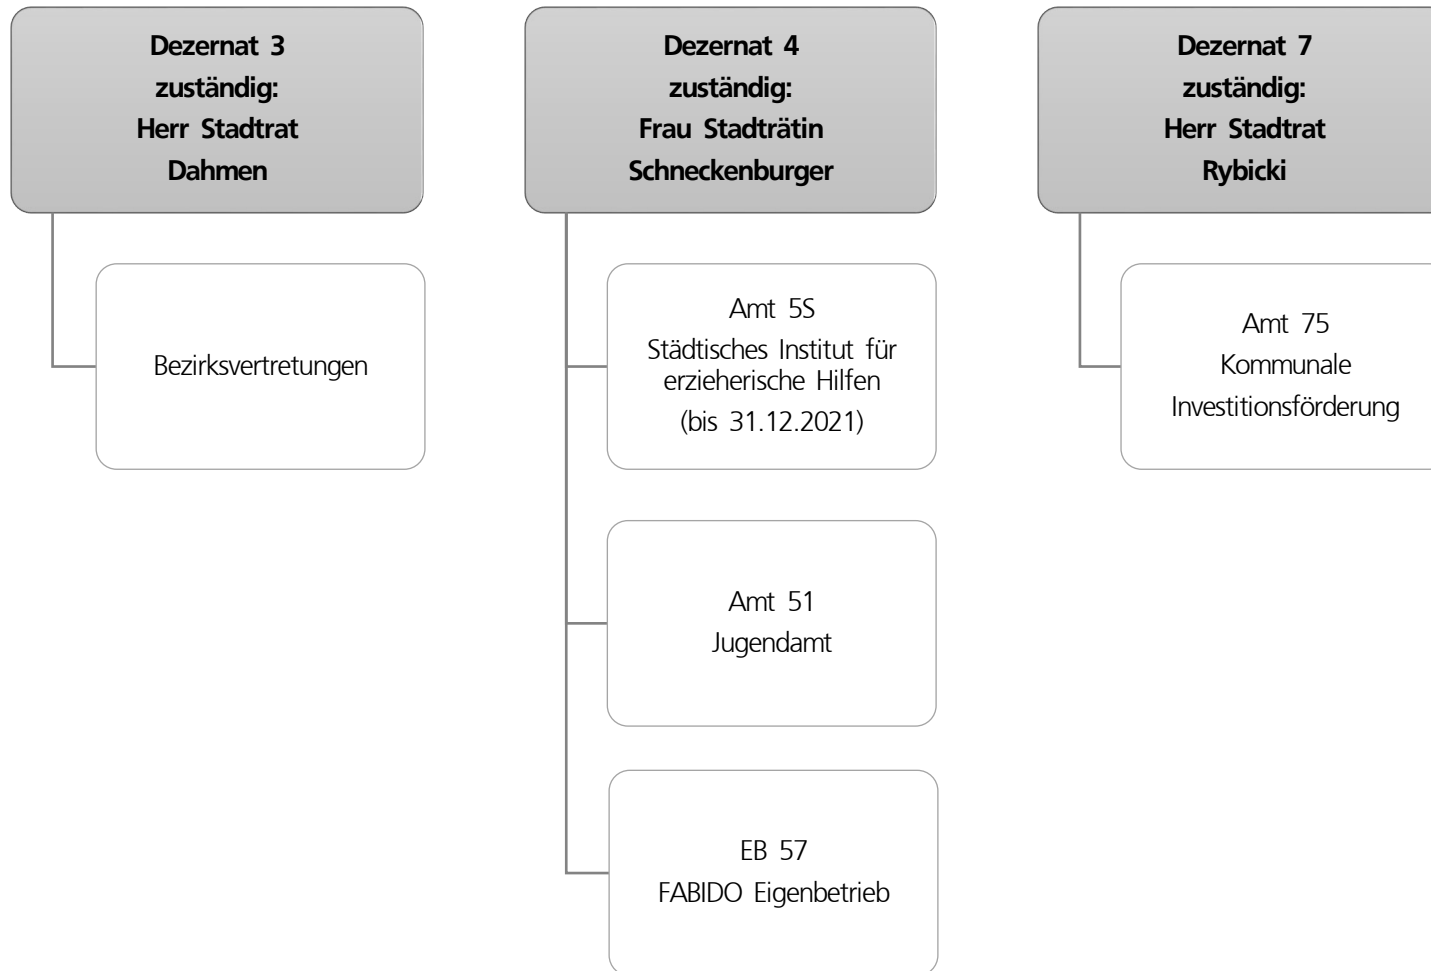 Dezernat 3
zuständig:
Herr Stadtrat
Dahmen
Bezirksvertretungen
Dezernat 4
zuständig:
Frau Stadträtin
Schneckenburger
Amt 5S
Städtisches Institut für
erzieherische Hilfen
(bis 31.12.2021)
Amt 51
Jugendamt
EB 57
FABIDO Eigenbetrieb
Dezernat 7
zuständig:
Herr Stadtrat
Rybicki
Amt 75
Kommunale
Investitionsförderung